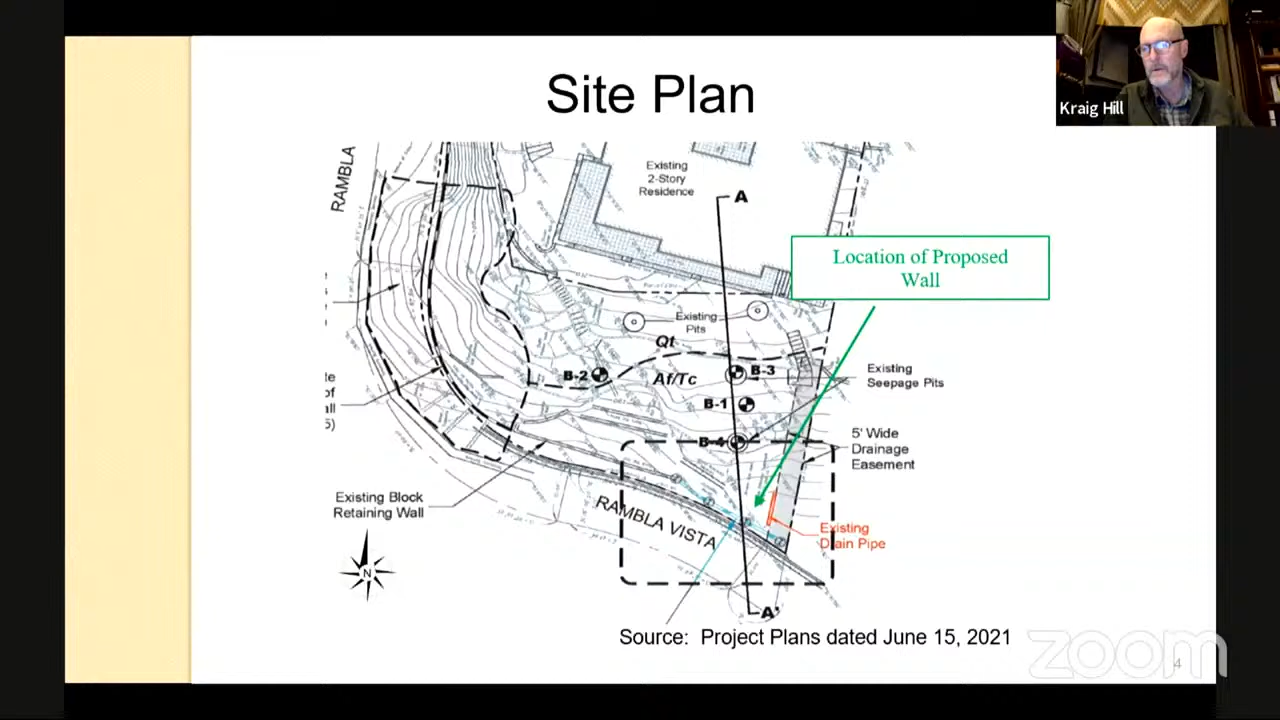 Site Plan
Kraig Hill
RAMBLA
Existing
2-Story
Residence
A
Location of Proposed
Wall
Existing
Pits
Qt
B-2
Af/Tc
B-3
Existing
Seepage Pits
B-1
B-4
5' Wide
Drainage
Easement
Existing Block
Retaining Wall
RAMBLA VISTA
Existing
Drain Pipe
N
A'
Source: Project Plans dated June 15, 2021
zoom
4